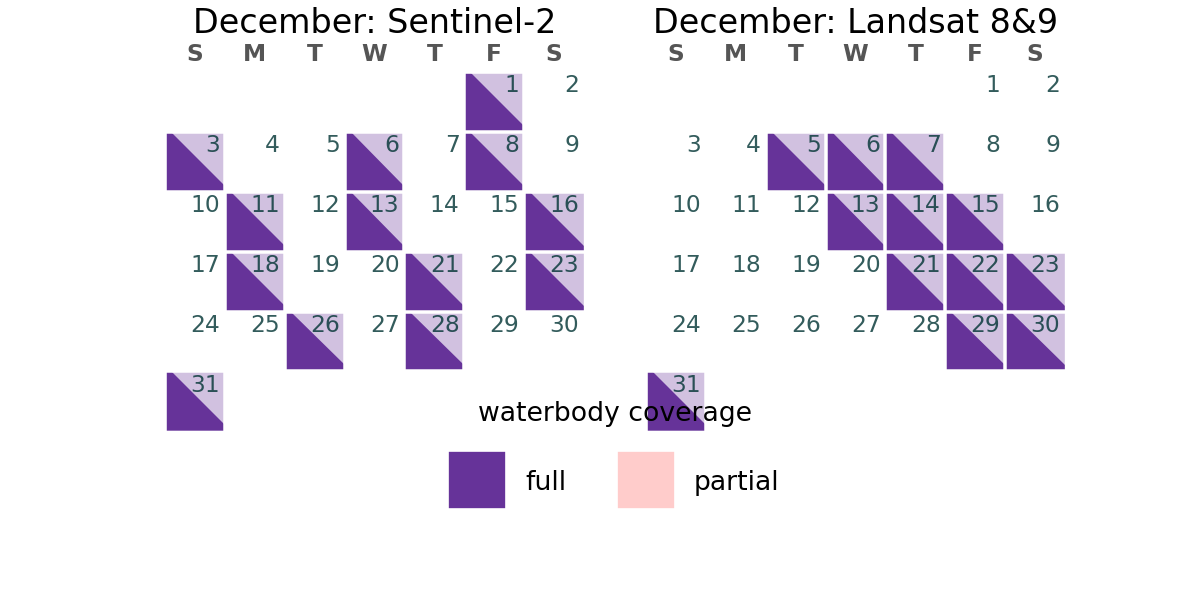 December: Sentinel-2
S M T W T F S
1 2
3 4 5 6 7 8 9
10 11 12 13 14 15 16
17 18 19 20 21 22 23
24 25 26 27 28 29 30
31
December: Landsat 8&9
S M T W T F S
1 2
3 4 5 6 7 8 9
10 11 12 13 14 15 16
17 18 19 20 21 22 23
24 25 26 27 28 29 30
31
waterbody coverage
full
partial